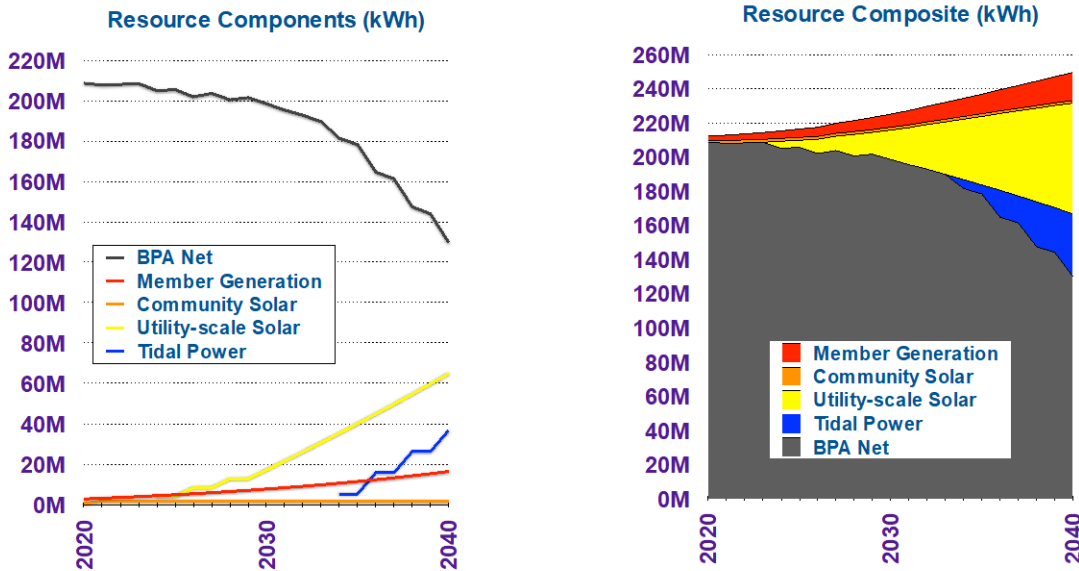 Resource Components (kWh)
220M
200M
180M
160M
140M
120M
100M
80M
60M
40M
20M
0M
BPA Net
Member Generation
Community Solar
Utility-scale Solar
Tidal Power
2020
2030
2040
Resource Composite (kWh)
260M
240M
220M
200M
180M
160M
140M
120M
100M
80M
60M
40M
20M
0M
Member Generation
Community Solar
Utility-scale Solar
Tidal Power
BPA Net
2020
2030
2040